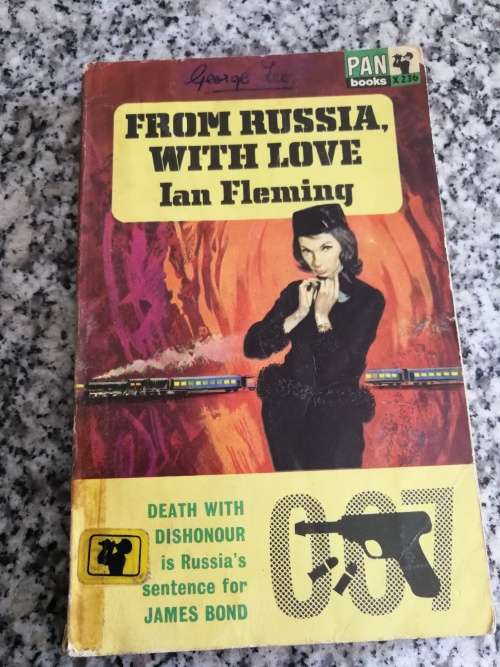 George Lee
PAN
books X236
FROM RUSSIA,
WITH LOVE
Ian Fleming
DEATH WITH
DISHONOUR
is Russia's
sentence for
JAMES BOND
007